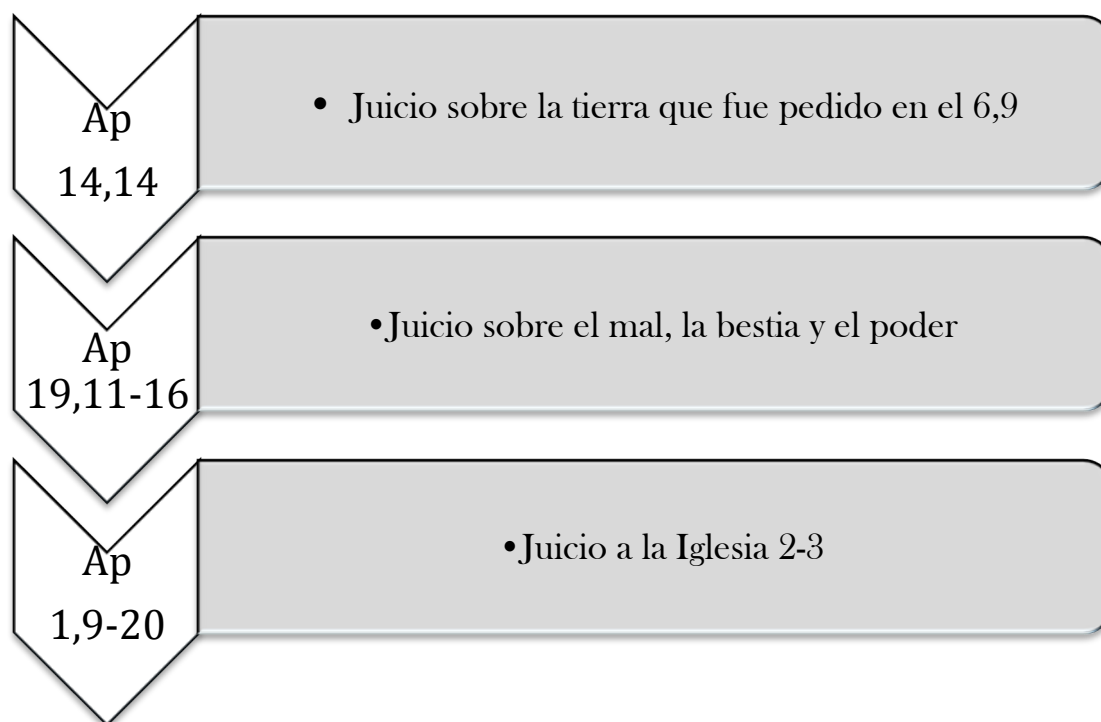 Ap
14,14
• Juicio sobre la tierra que fue pedido en el 6,9
Ap
19,11-16
•Juicio sobre el mal, la bestia y el poder
Ap
1,9-20
•Juicio a la Iglesia 2-3